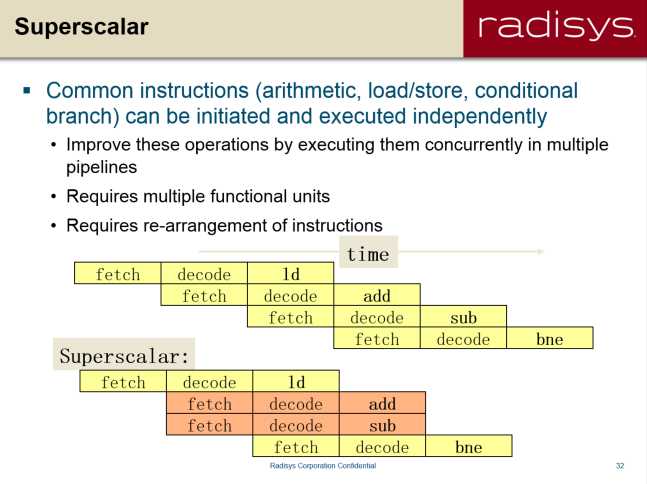 Superscalar
radisys.
▪ Common instructions (arithmetic, load/store, conditional
branch) can be initiated and executed independently
• Improve these operations by executing them concurrently in multiple
pipelines
• Requires multiple functional units
• Requires re-arrangement of instructions
time
fetch decode ld
fetch decode add
fetch decode sub
fetch decode bne
Superscalar:
fetch decode ld
fetch decode add
fetch decode sub
fetch decode bne
Radisys Corporation Confidential
32